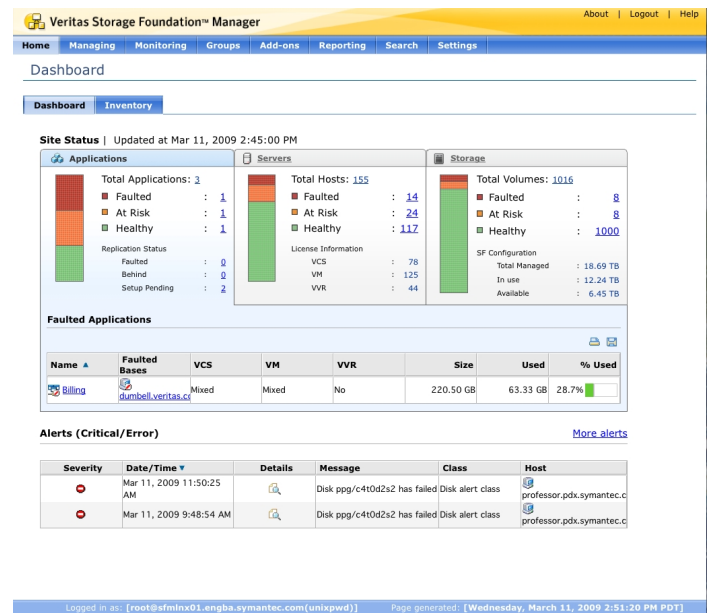 About | Logout | Help
Veritas Storage Foundation™ Manager
Home Managing Monitoring Groups Add-ons Reporting Search Settings
Dashboard
Dashboard Inventory
Site Status | Updated at Mar 11, 2009 2:45:00 PM
Applications
Total Applications: 3
Faulted : 1
At Risk : 1
Healthy : 1
Replication Status
Faulted : 0
Behind : 0
Setup Pending : 2
Servers
Total Hosts: 155
Faulted : 14
At Risk : 24
Healthy : 117
License Information
VCS : 78
VM : 125
VVR : 44
Storage
Total Volumes: 1016
Faulted : 8
At Risk : 8
Healthy : 1000
SF Configuration
Total Managed : 18.69 TB
In use : 12.24 TB
Available : 6.45 TB
Faulted Applications
Name Faulted Bases VCS VM VVR Size Used % Used
Billing dumbell.veritas.cc Mixed Mixed No 220.50 GB 63.33 GB 28.7%
Alerts (Critical/Error)
More alerts
Severity Date/Time Details Message Class Host
Mar 11, 2009 11:50:25 AM Disk ppg/c4t0d2s2 has failed Disk alert class professor.pdx.symantec.c
Mar 11, 2009 9:48:54 AM Disk ppg/c4t0d2s2 has failed Disk alert class professor.pdx.symantec.c
Logged in as: [root@sfmlnx01.engba.symantec.com(unixpwd)] Page generated: [Wednesday, March 11, 2009 2:51:20 PM PDT]